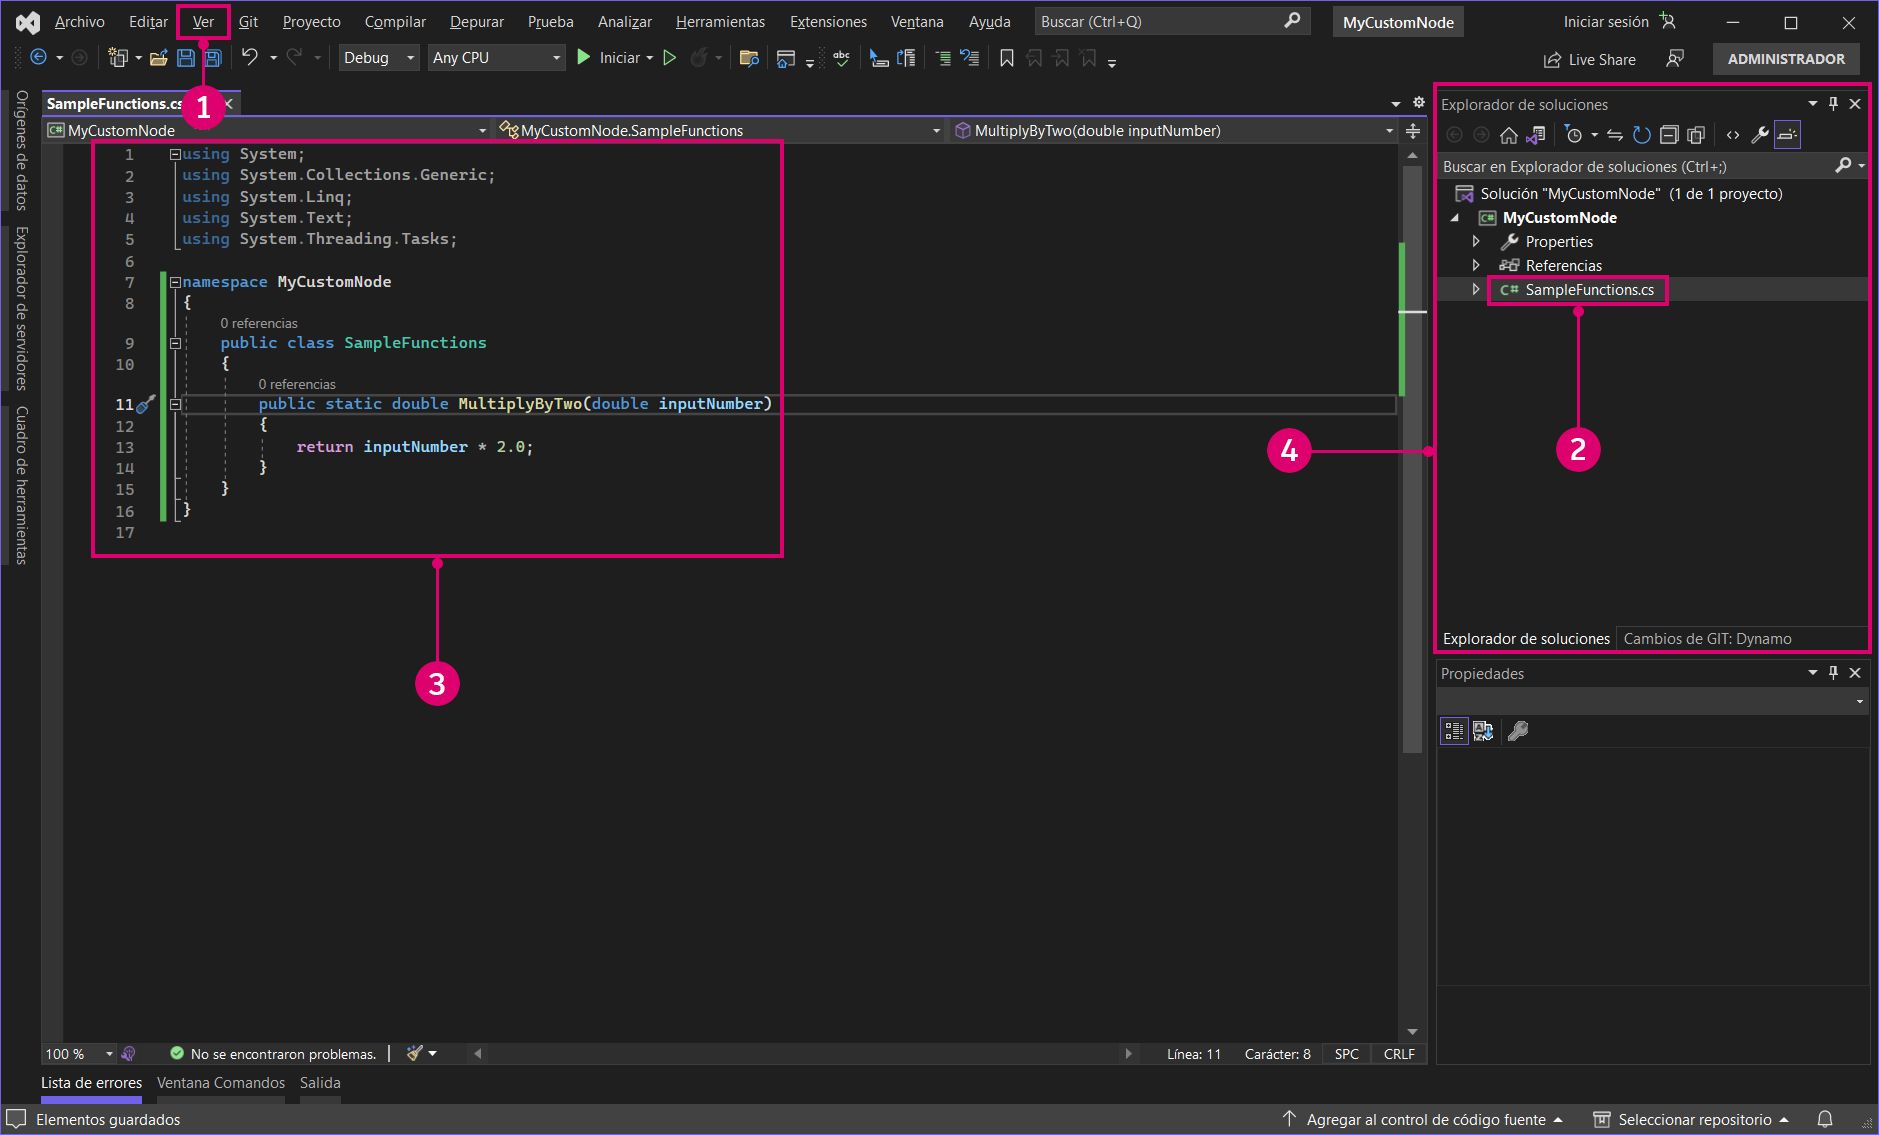 Archivo Editar Ver Git Proyecto Compilar Depurar Prueba Analizar Herramientas Extensiones Ventana Ayuda Buscar (Ctrl+Q) MyCustomNode Iniciar sesión
Debug Any CPU Iniciar abc Live Share ADMINISTRADOR
1
Orígenes de datos
Explorador de servidores
Cuadro de herramientas
SampleFunctions.cs
C# MyCustomNode MyCustomNode.SampleFunctions MultiplyByTwo(double inputNumber)
1 using System;
2 using System.Collections.Generic;
3 using System.Linq;
4 using System.Text;
5 using System.Threading.Tasks;
6
7 namespace MyCustomNode
8 {
0 referencias
9 public class SampleFunctions
10 {
0 referencias
11 public static double MultiplyByTwo(double inputNumber)
12 {
13 return inputNumber * 2.0;
14 }
15 }
16 }
17
3
4
Explorador de soluciones
Buscar en Explorador de soluciones (Ctrl+;)
Solución "MyCustomNode" (1 de 1 proyecto)
C# MyCustomNode
Properties
Referencias
C# SampleFunctions.cs
2
Explorador de soluciones Cambios de GIT: Dynamo
Propiedades
100 % No se encontraron problemas. Línea: 11 Carácter: 8 SPC CRLF
Lista de errores Ventana Comandos Salida
Elementos guardados Agregar al control de código fuente Seleccionar repositorio